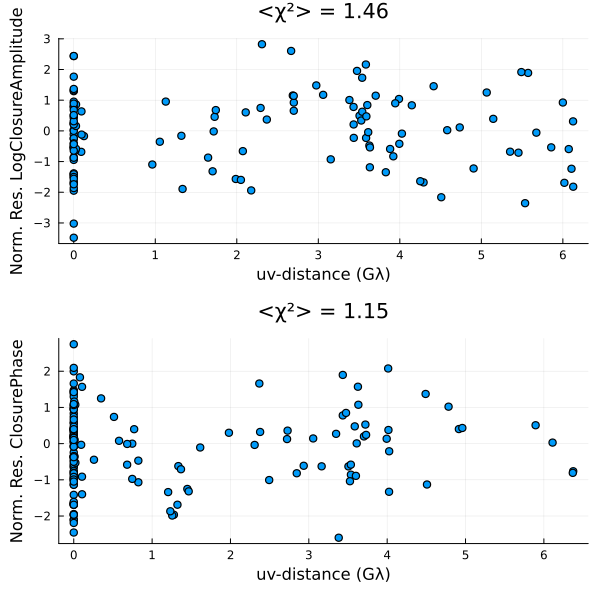 <χ²> = 1.46
Norm. Res. LogClosureAmplitude
3
2
1
0
−1
−2
−3
0 1 2 3 4 5 6
uv-distance (Gλ)
<χ²> = 1.15
Norm. Res. ClosurePhase
2
1
0
−1
−2
0 1 2 3 4 5 6
uv-distance (Gλ)